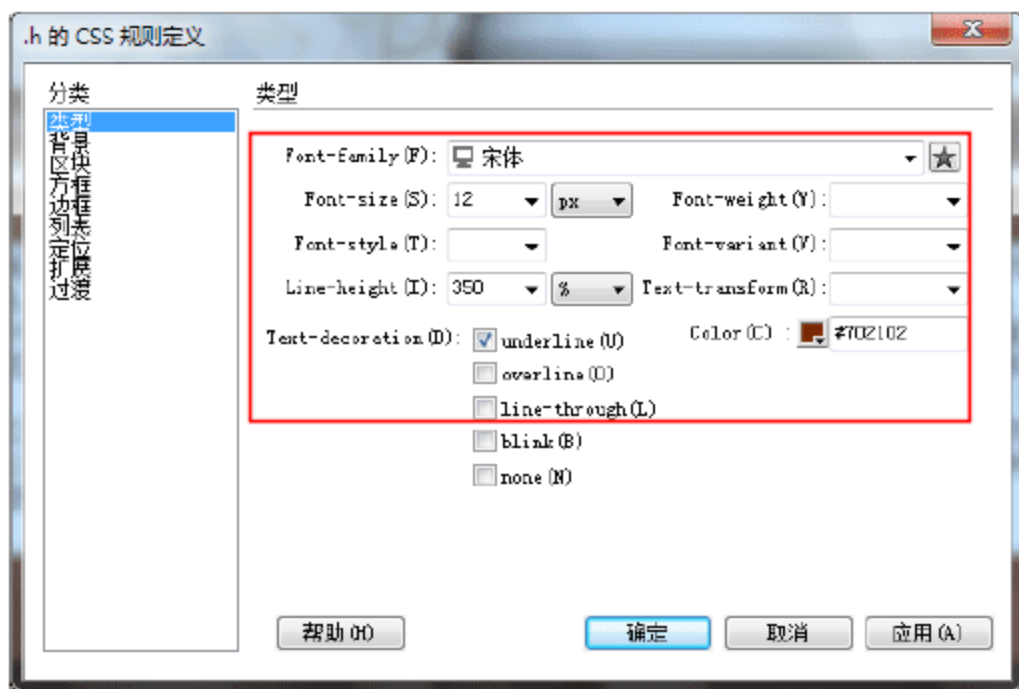 .h 的 CSS 规则定义
分类
类型
背景
区块
方框
边框
列表
定位
扩展
过渡
类型
Font-family(F): 宋体
Font-size(S): 12 px Font-weight(Y):
Font-style(T): Font-variant(V):
Line-height(I): 350 % Text-transform(R):
Text-decoration(D): underline(U) Color(C) : #702102
overline(O)
line-through(L)
blink(B)
none(N)
帮助(H) 确定 取消 应用(A)